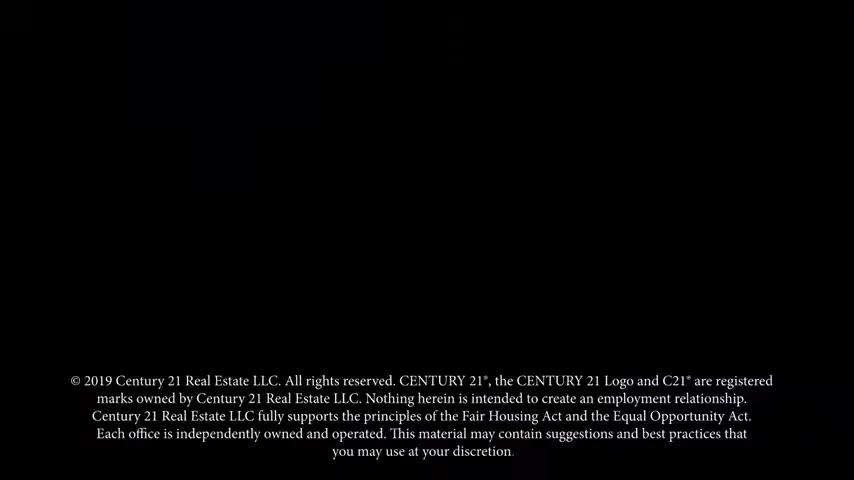 © 2019 Century 21 Real Estate LLC. All rights reserved. CENTURY 21®, the CENTURY 21 Logo and C21® are registered
marks owned by Century 21 Real Estate LLC. Nothing herein is intended to create an employment relationship.
Century 21 Real Estate LLC fully supports the principles of the Fair Housing Act and the Equal Opportunity Act.
Each office is independently owned and operated. This material may contain suggestions and best practices that
you may use at your discretion.